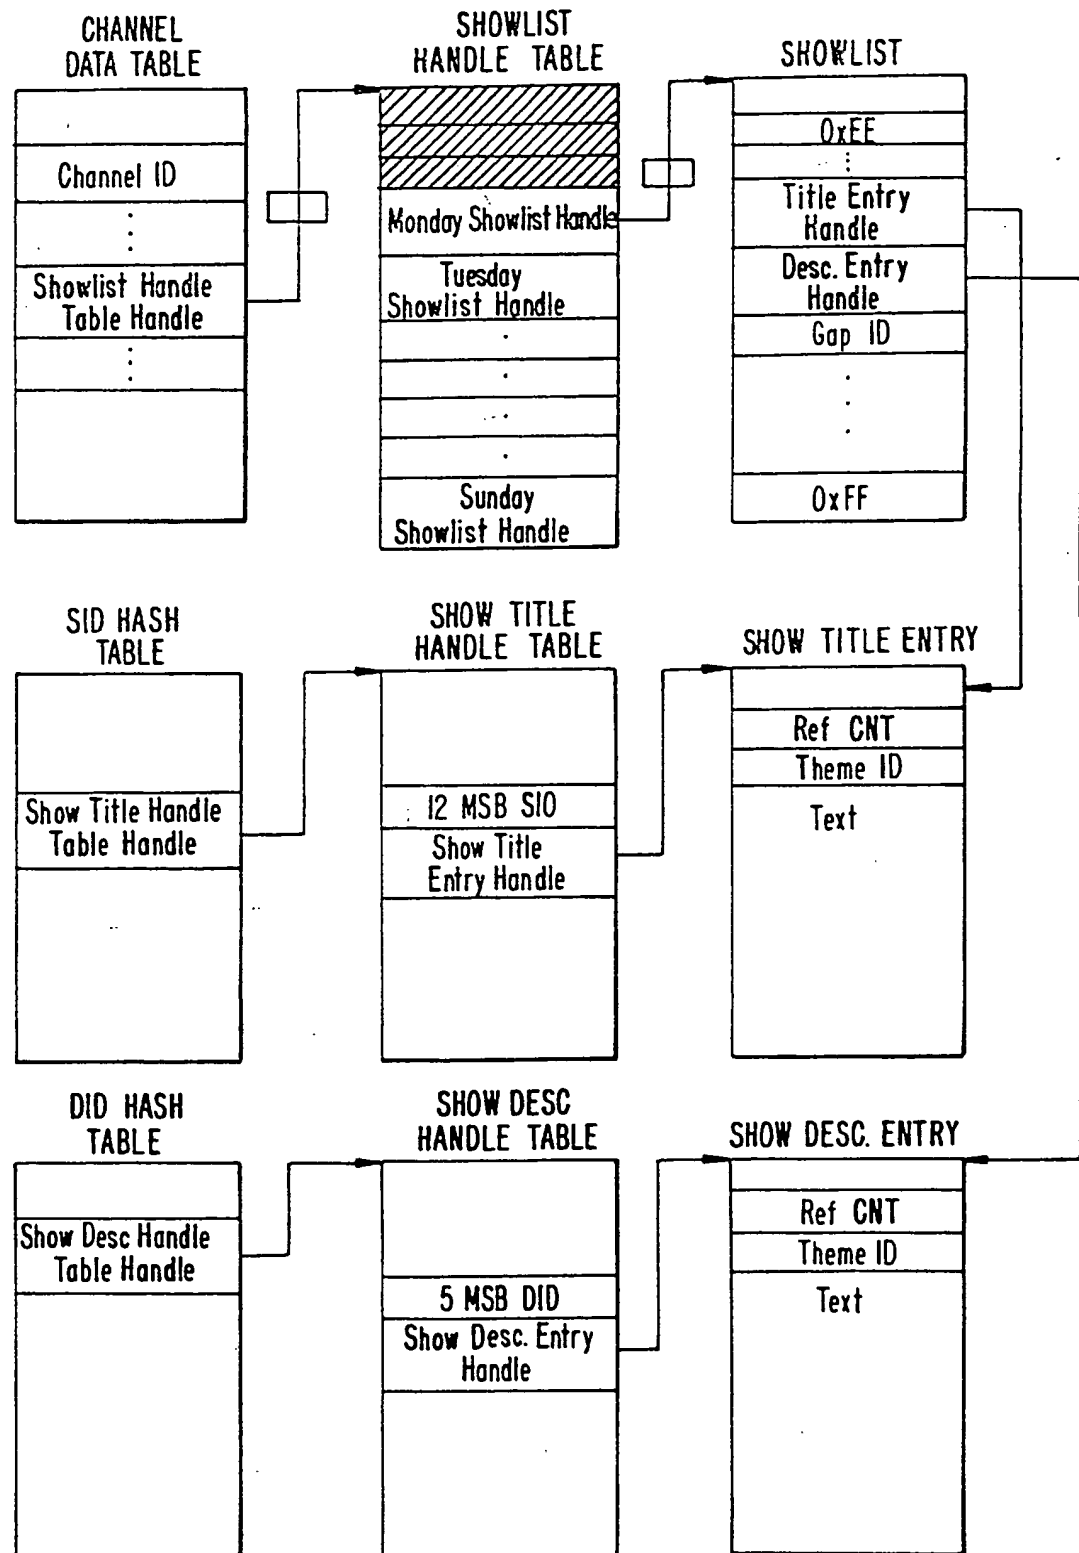 CHANNEL
DATA TABLE
Channel ID
Showlist Handle
Table Handle
SHOWLIST
HANDLE TABLE
Monday Showlist Handle
Tuesday
Showlist Handle
Sunday
Showlist Handle
SHOWLIST
0xEE
Title Entry
Handle
Desc. Entry
Handle
Gap ID
0xFF
SID HASH
TABLE
Show Title Handle
Table Handle
SHOW TITLE
HANDLE TABLE
12 MSB SIO
Show Title
Entry Handle
SHOW TITLE ENTRY
Ref CNT
Theme ID
Text
DID HASH
TABLE
Show Desc Handle
Table Handle
SHOW DESC
HANDLE TABLE
5 MSB DID
Show Desc. Entry
Handle
SHOW DESC. ENTRY
Ref CNT
Theme ID
Text